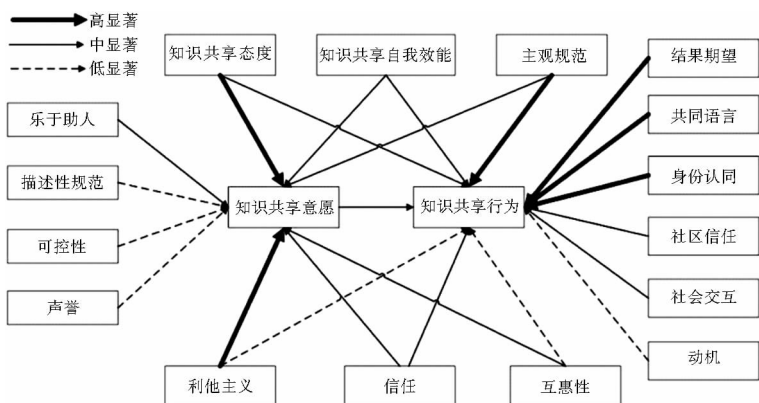 高显著
中显著
低显著
知识共享态度
知识共享自我效能
主观规范
结果期望
共同语言
身份认同
社区信任
社会交互
动机
乐于助人
描述性规范
可控性
声誉
知识共享意愿
知识共享行为
利他主义
信任
互惠性